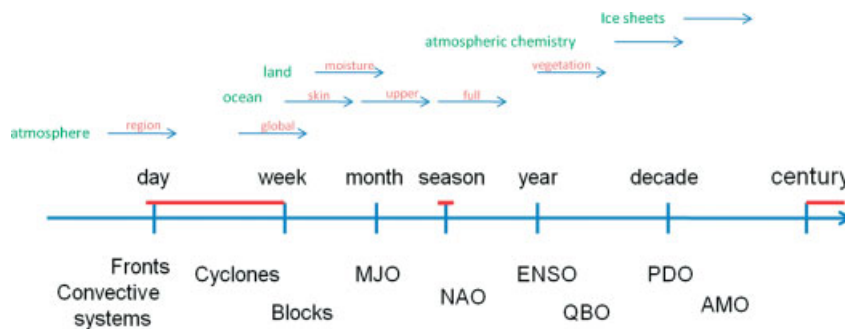 Ice sheets
atmospheric chemistry
land moisture vegetation
ocean skin upper full
atmosphere region global
day week month season year decade century
Fronts Cyclones MJO ENSO PDO
Convective systems Blocks NAO QBO AMO